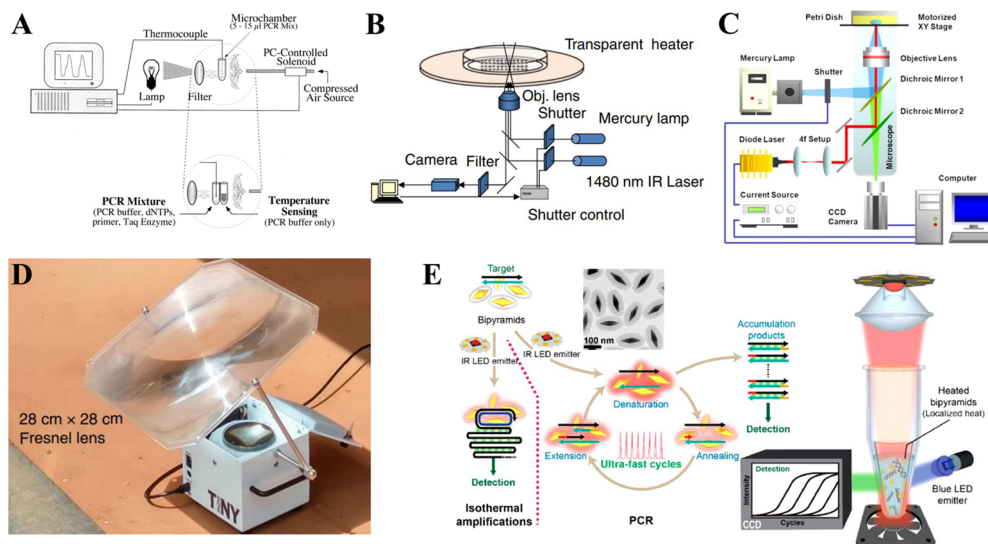 A
Microchamber
(5 - 15 µl PCR Mix)
Thermocouple
PC-Controlled
Solenoid
Lamp
Filter
Compressed
Air Source
PCR Mixture
(PCR buffer, dNTPs,
primer, Taq Enzyme)
Temperature
Sensing
(PCR buffer only)
B
Transparent heater
Obj. lens
Shutter
Mercury lamp
Camera
Filter
1480 nm IR Laser
Shutter control
C
Petri Dish
Motorized
XY Stage
Objective Lens
Mercury Lamp
Shutter
Dichroic Mirror 1
Dichroic Mirror 2
Diode Laser
4f Setup
Microscope
Current Source
Computer
CCD
Camera
D
28 cm × 28 cm
Fresnel lens
TINY
E
Target
Bipyramids
IR LED
emitter
IR LED emitter
100 nm
Denaturation
Extension
Annealing
Ultra-fast cycles
Accumulation
products
Detection
Detection
Isothermal
amplifications
PCR
Heated
bipyramids
(Localized heat)
Detection
Intensity
Cycles
CCD
Blue LED
emitter